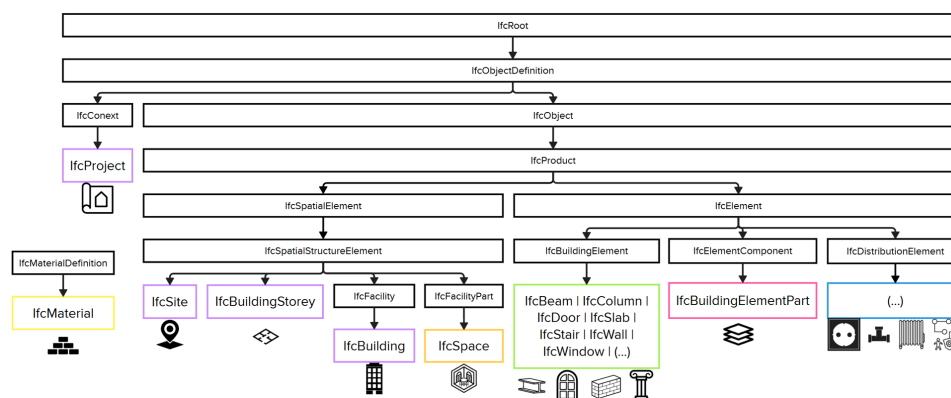 IfcRoot
IfcObjectDefinition
IfcConext
IfcObject
IfcProject
IfcProduct
IfcSpatialElement
IfcElement
IfcMaterialDefinition
IfcSpatialStructureElement
IfcBuildingElement
IfcElementComponent
IfcDistributionElement
IfcMaterial
IfcSite
IfcBuildingStorey
IfcFacility
IfcFacilityPart
IfcBuilding
IfcSpace
IfcBeam | IfcColumn |
IfcDoor | IfcSlab |
IfcStair | IfcWall |
IfcWindow | (...)
IfcBuildingElementPart
(...)